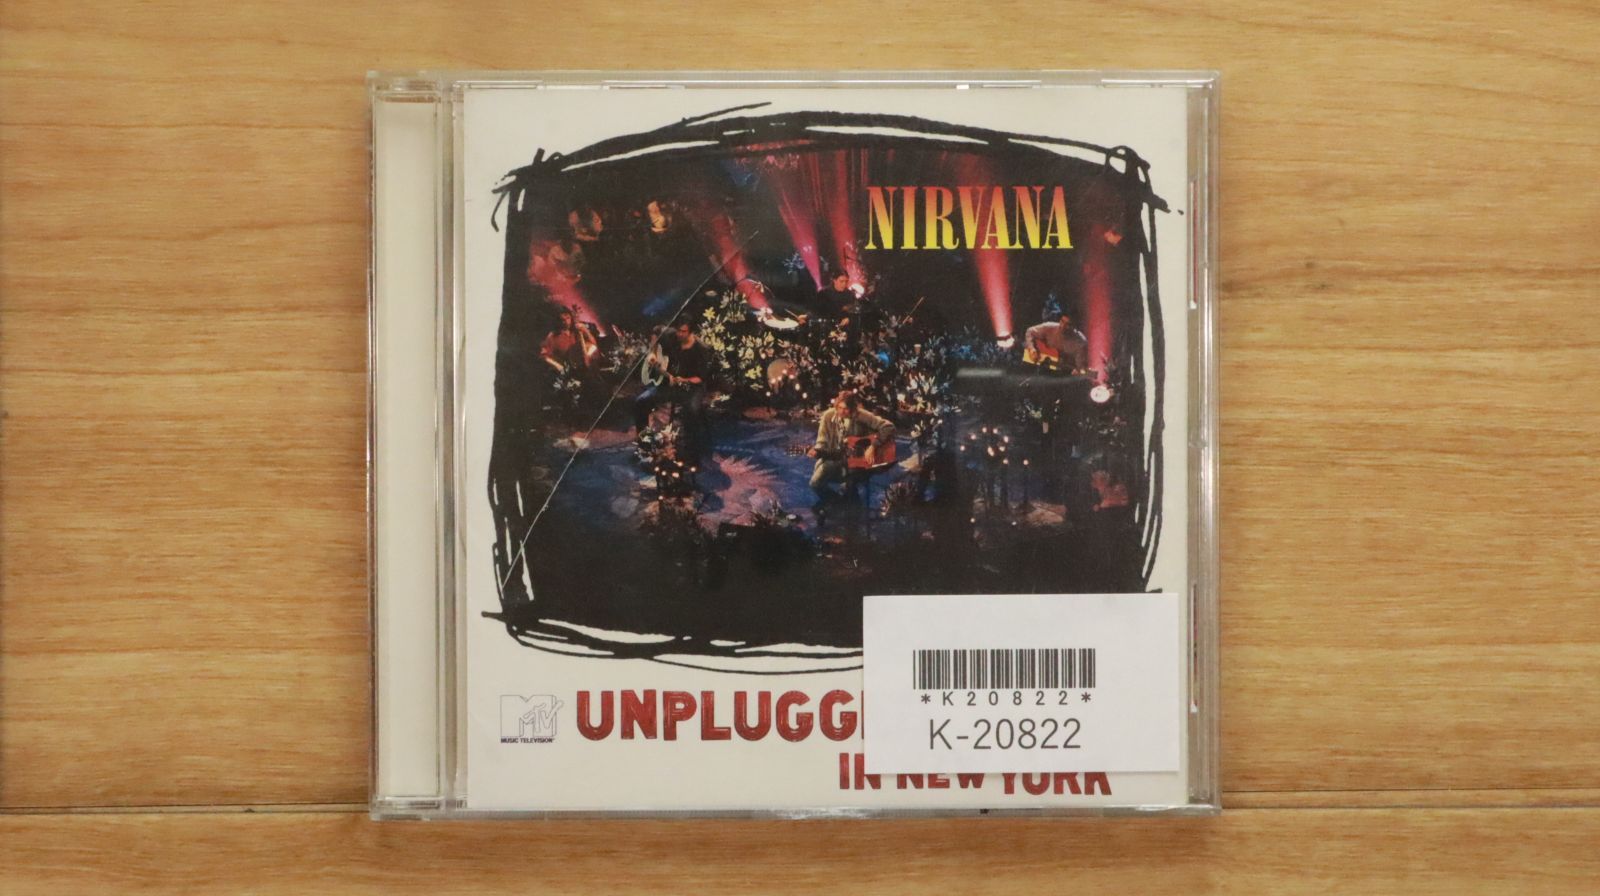 NIRVANA
MTV
MUSIC TELEVISION
UNPLUGG
*K20822*
K-20822
IN NEW YORK